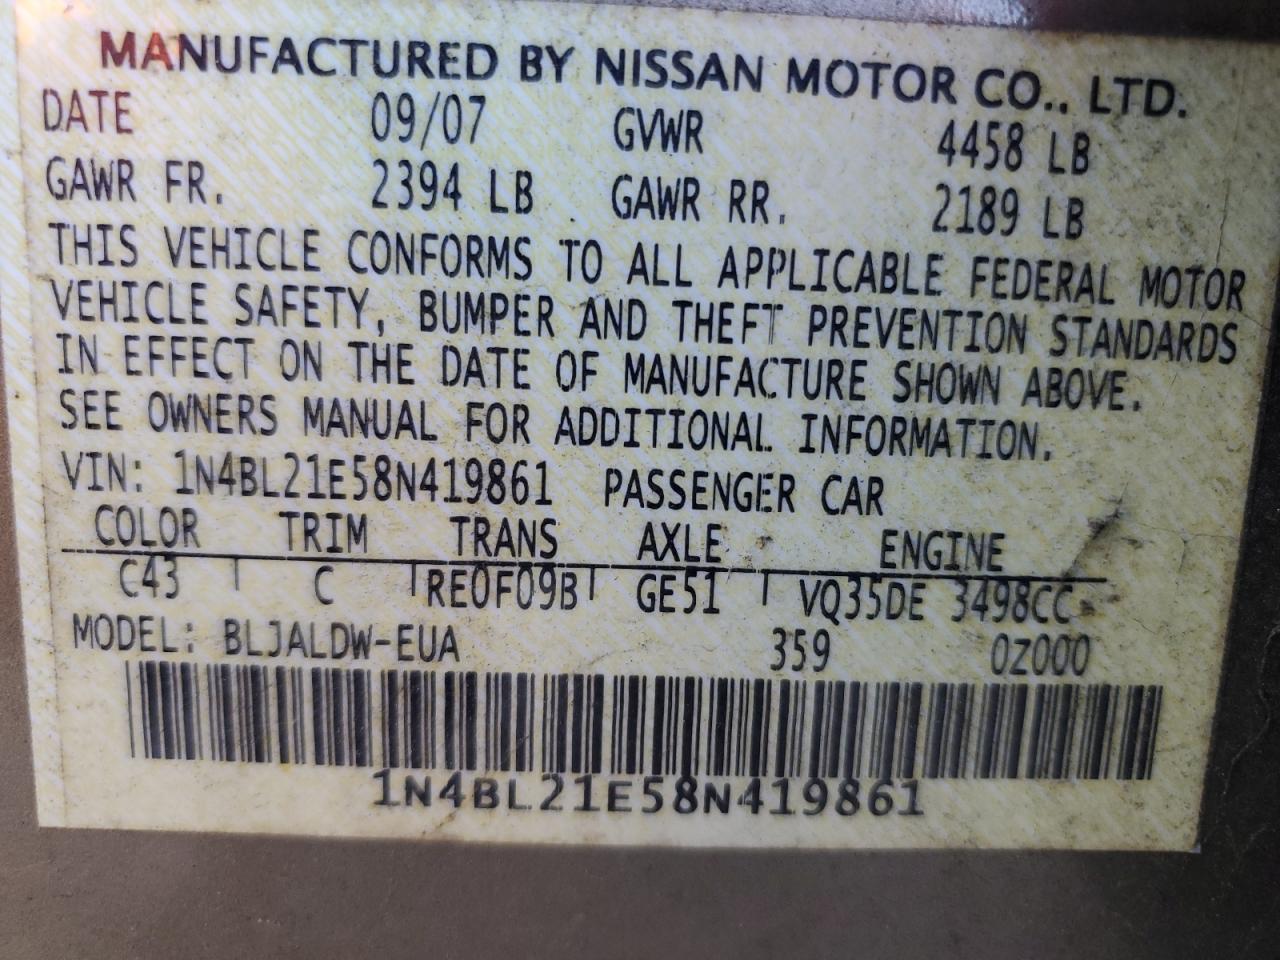 MANUFACTURED BY NISSAN MOTOR CO., LTD.
DATE 09/07 GVWR 4458 LB
GAWR FR. 2394 LB GAWR RR. 2189 LB
THIS VEHICLE CONFORMS TO ALL APPLICABLE FEDERAL MOTOR
VEHICLE SAFETY, BUMPER AND THEFT PREVENTION STANDARDS
IN EFFECT ON THE DATE OF MANUFACTURE SHOWN ABOVE.
SEE OWNERS MANUAL FOR ADDITIONAL INFORMATION.
VIN: 1N4BL21E58N419861 PASSENGER CAR
COLOR TRIM TRANS AXLE ENGINE
C43 C RE0F09B GE51 VQ35DE 3498CC
MODEL: BLJALDW-EUA 359 0Z000
1N4BL21E58N419861